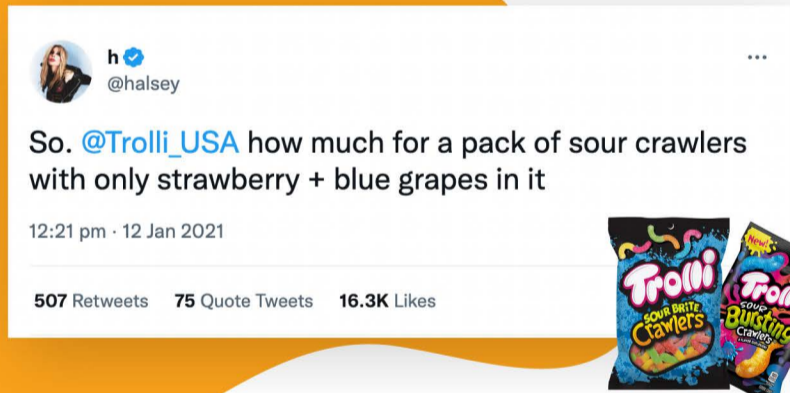 h
@halsey
So. @Trolli_USA how much for a pack of sour crawlers
with only strawberry + blue grapes in it
12:21 pm · 12 Jan 2021
507 Retweets 75 Quote Tweets 16.3K Likes
Trolli
SOUR BRITE
Crawlers
New!
Troll
SOUR
Bursting
Crawlers